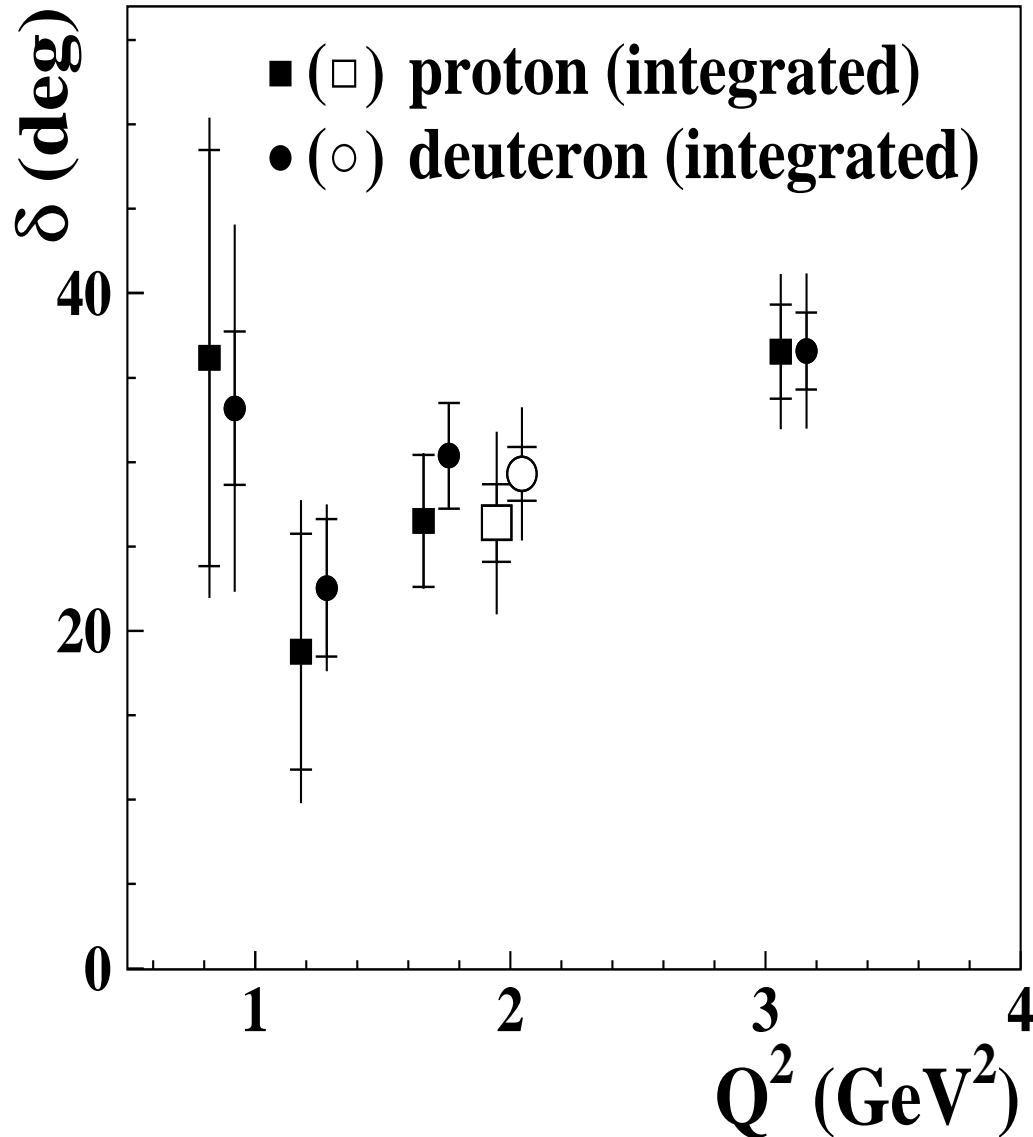 ■ (□) proton (integrated)
● (○) deuteron (integrated)
δ (deg)
40
20
0
1 2 3 4
Q² (GeV²)